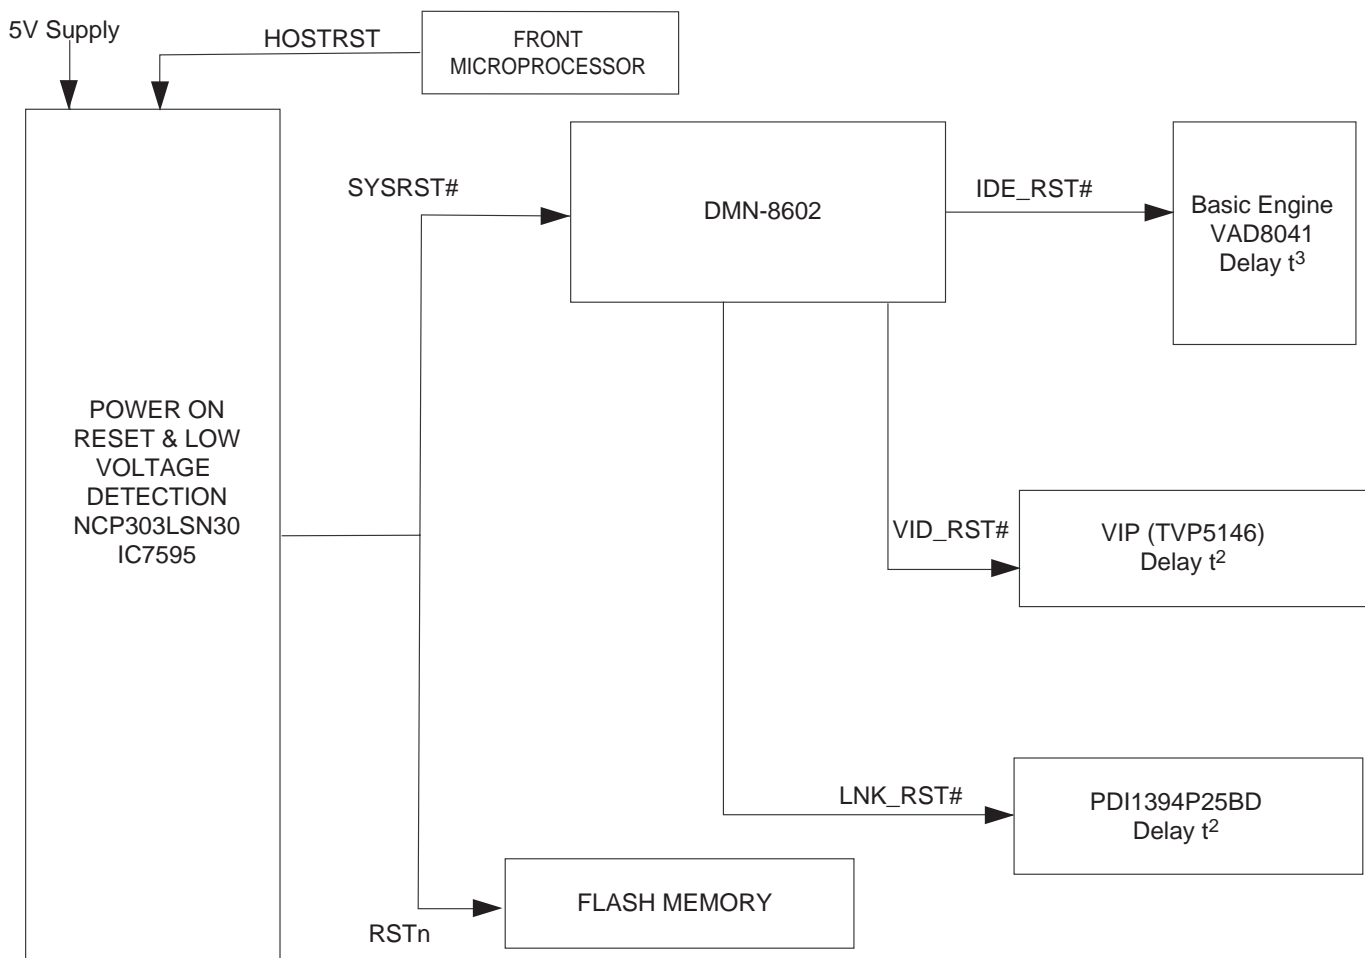 5V Supply
HOSTRST
FRONT
MICROPROCESSOR
SYSRST#
DMN-8602
IDE_RST#
Basic Engine
VAD8041
Delay t³
POWER ON
RESET & LOW
VOLTAGE
DETECTION
NCP303LSN30
IC7595
VID_RST#
VIP (TVP5146)
Delay t²
LNK_RST#
PDI1394P25BD
Delay t²
FLASH MEMORY
RSTn